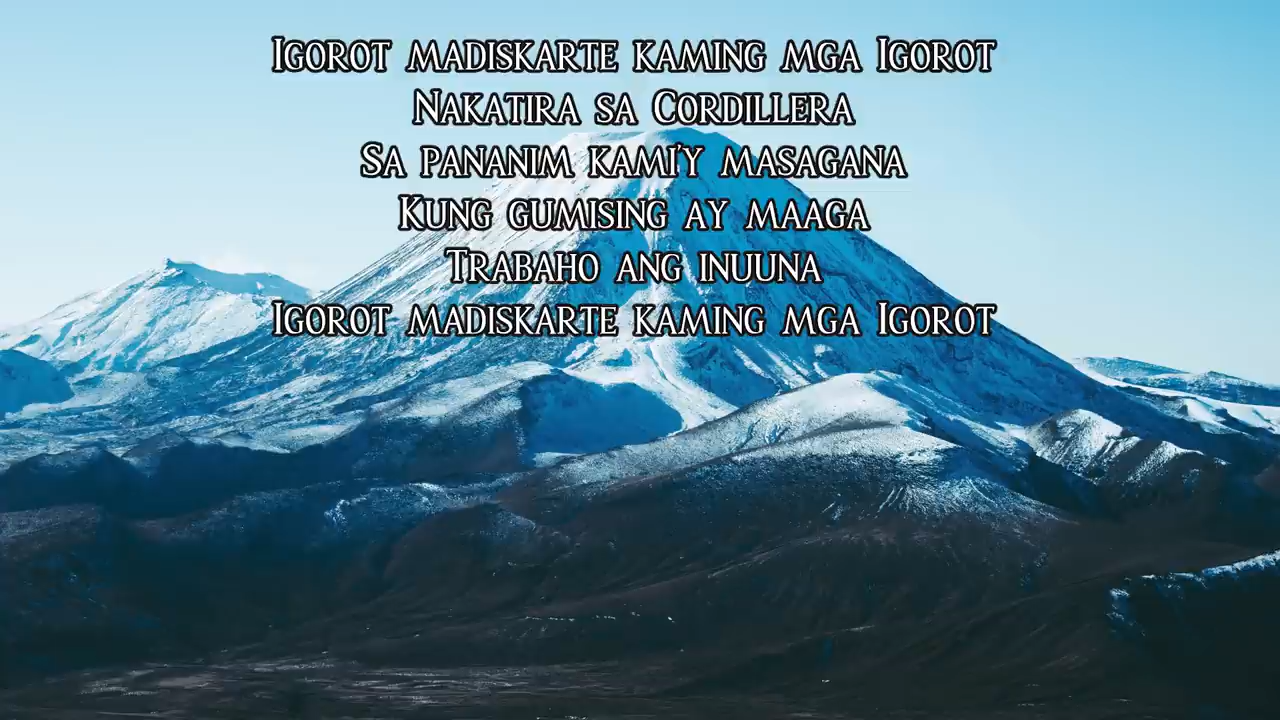 Igorot madiskarte kaming mga Igorot
Nakatira sa Cordillera
Sa pananim kami'y masagana
Kung gumising ay maaga
Trabaho ang inuuna
Igorot madiskarte kaming mga Igorot